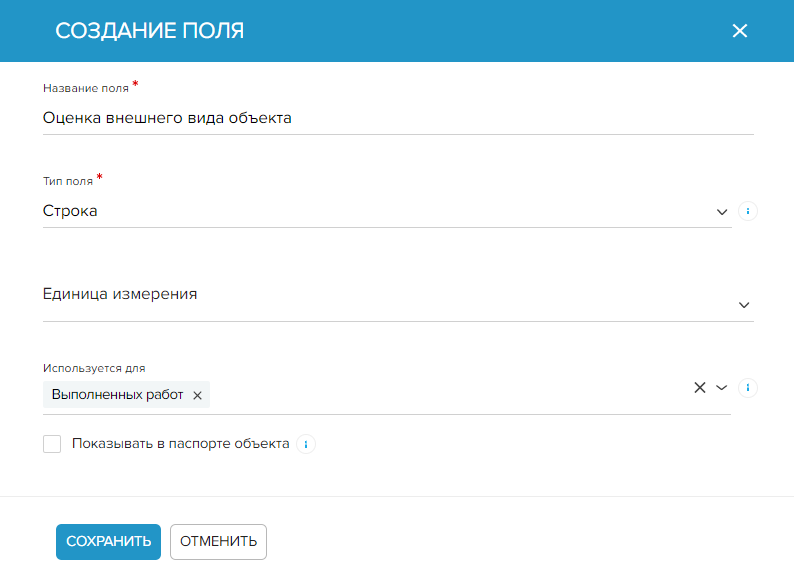 СОЗДАНИЕ ПОЛЯ
Название поля *
Оценка внешнего вида объекта
Тип поля *
Строка
Единица измерения
Используется для
Выполненных работ
Показывать в паспорте объекта
СОХРАНИТЬ
ОТМЕНИТЬ